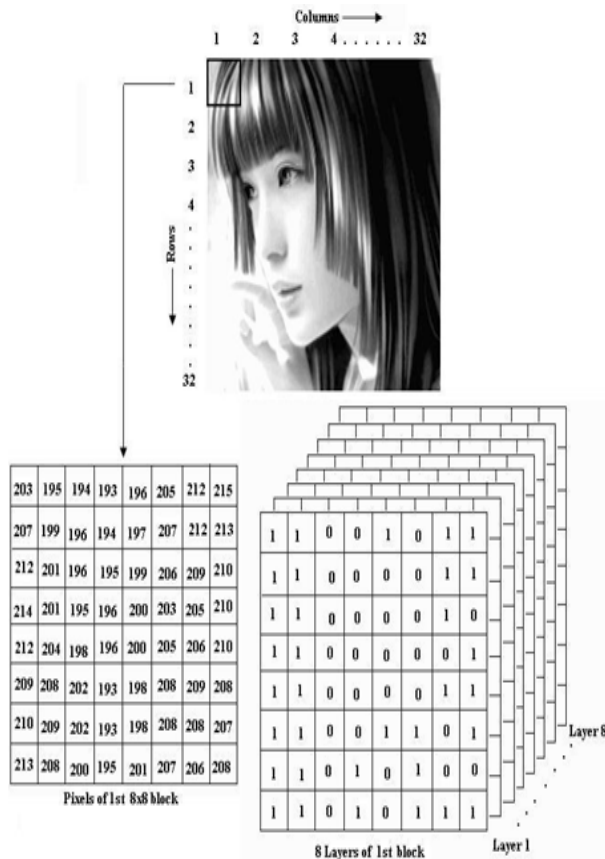 Columns
1 2 3 4 . . . . . . 32
1
2
3
4
Rows
32
203 195 194 193 196 205 212 215
207 199 196 194 197 207 212 213
212 201 196 195 199 206 209 210
214 201 195 196 200 203 205 210
212 204 198 196 200 205 206 210
209 208 202 193 198 208 209 208
210 209 202 193 198 208 208 207
213 208 200 195 201 207 206 208
Pixels of 1st 8x8 block
1 1 0 0 1 0 1 1
1 1 0 0 0 0 1 1
1 1 0 0 0 0 1 0
1 1 0 0 0 0 0 1
1 1 0 0 0 0 1 1
1 1 0 0 1 1 0 1
1 1 0 1 0 1 0 0
1 1 0 1 0 1 1 1
8 Layers of 1st block
Layer 1
Layer 8